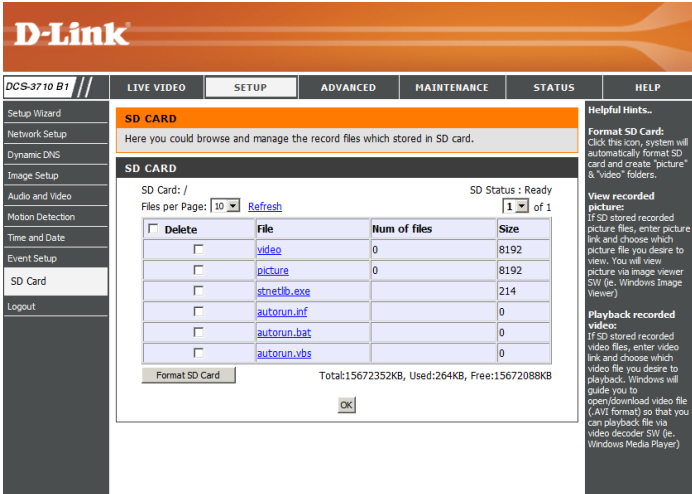 D-Link
DCS-3710 B1 // LIVE VIDEO SETUP ADVANCED MAINTENANCE STATUS HELP
Setup Wizard
Network Setup
Dynamic DNS
Image Setup
Audio and Video
Motion Detection
Time and Date
Event Setup
SD Card
Logout
SD CARD
Here you could browse and manage the record files which stored in SD card.
SD CARD
SD Card: / SD Status : Ready
Files per Page: 10 Refresh 1 of 1
Delete File Num of files Size
video 0 8192
picture 0 8192
stnetlib.exe 214
autorun.inf 0
autorun.bat 0
autorun.vbs 0
Format SD Card Total:15672352KB, Used:264KB, Free:15672088KB
OK
Helpful Hints..
Format SD Card:
Click this icon, system will
automatically format SD
card and create "picture"
& "video" folders.
View recorded
picture:
If SD stored recorded
picture files, enter picture
link and choose which
picture file you desire to
view. You will view
picture via image viewer
SW (ie. Windows Image
Viewer)
Playback recorded
video:
If SD stored recorded
video files, enter video
link and choose which
video file you desire to
playback. Windows will
guide you to
open/download video file
(.AVI format) so that you
can playback file via
video decoder SW (ie.
Windows Media Player)